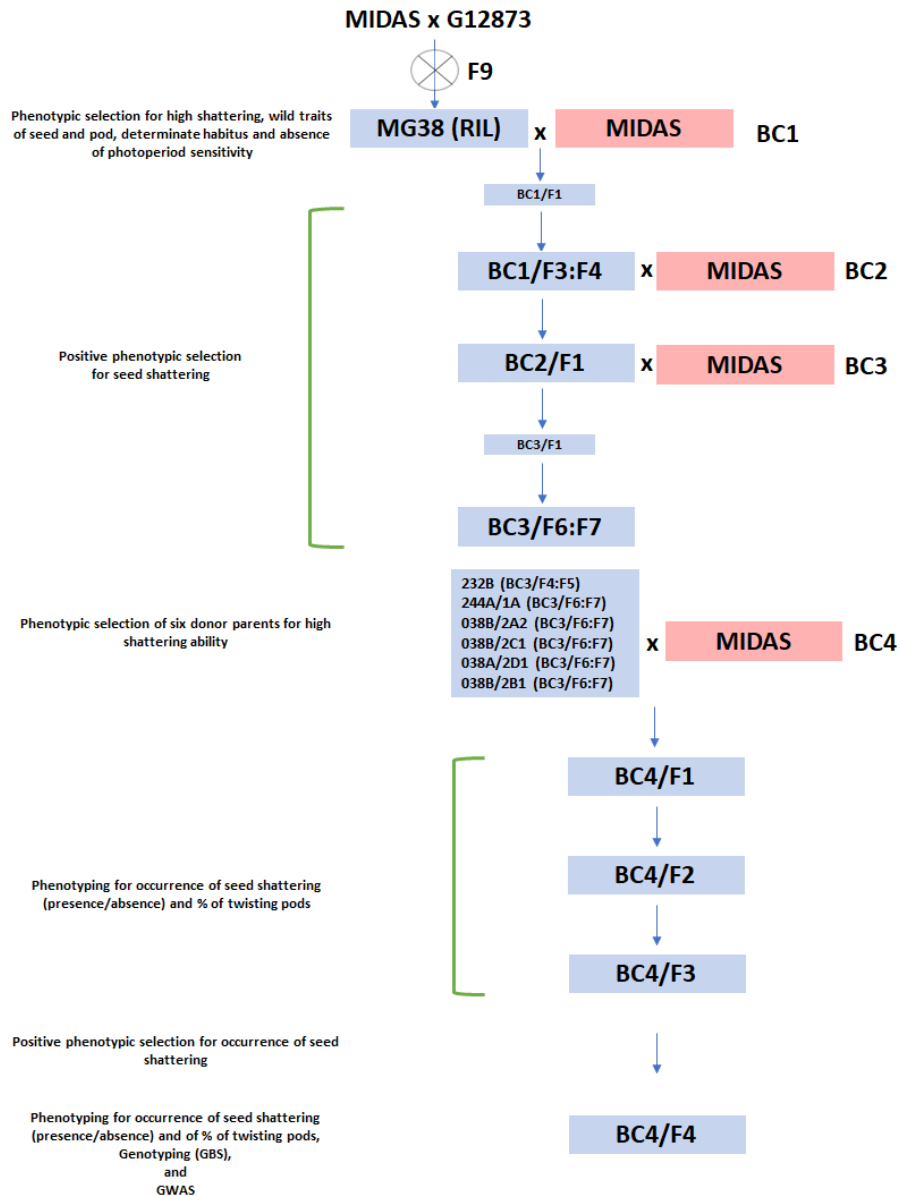 MIDAS x G12873
F9
Phenotypic selection for high shattering, wild traits
of seed and pod, determinate habitus and absence
of photoperiod sensitivity
MG38 (RIL) x MIDAS BC1
BC1/F1
BC1/F3:F4 x MIDAS BC2
Positive phenotypic selection
for seed shattering
BC2/F1 x MIDAS BC3
BC3/F1
BC3/F6:F7
Phenotypic selection of six donor parents for high
shattering ability
232B (BC3/F4:F5)
244A/1A (BC3/F6:F7)
038B/2A2 (BC3/F6:F7)
038B/2C1 (BC3/F6:F7)
038A/2D1 (BC3/F6:F7)
038B/2B1 (BC3/F6:F7)
x MIDAS BC4
BC4/F1
Phenotyping for occurrence of seed shattering
(presence/absence) and % of twisting pods
BC4/F2
BC4/F3
Positive phenotypic selection for occurrence of seed
shattering
Phenotyping for occurrence of seed shattering
(presence/absence) and of % of twisting pods,
Genotyping (GBS),
and
GWAS
BC4/F4